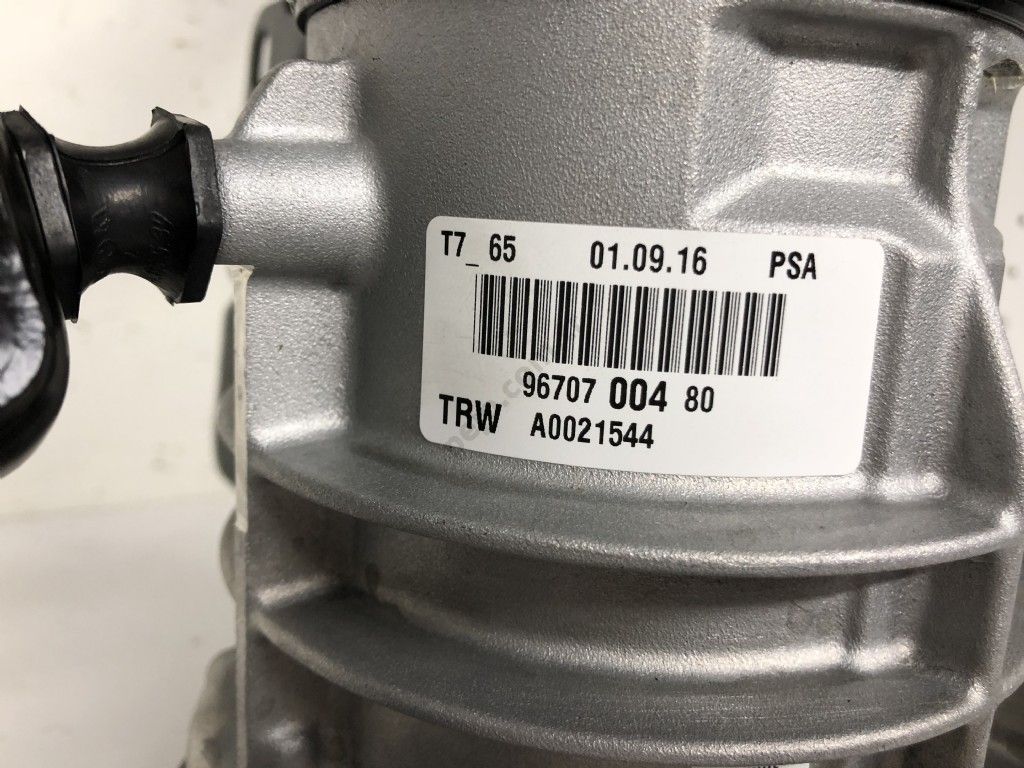 T7_ 65 01.09.16 PSA
96707 004 80
TRW A0021544